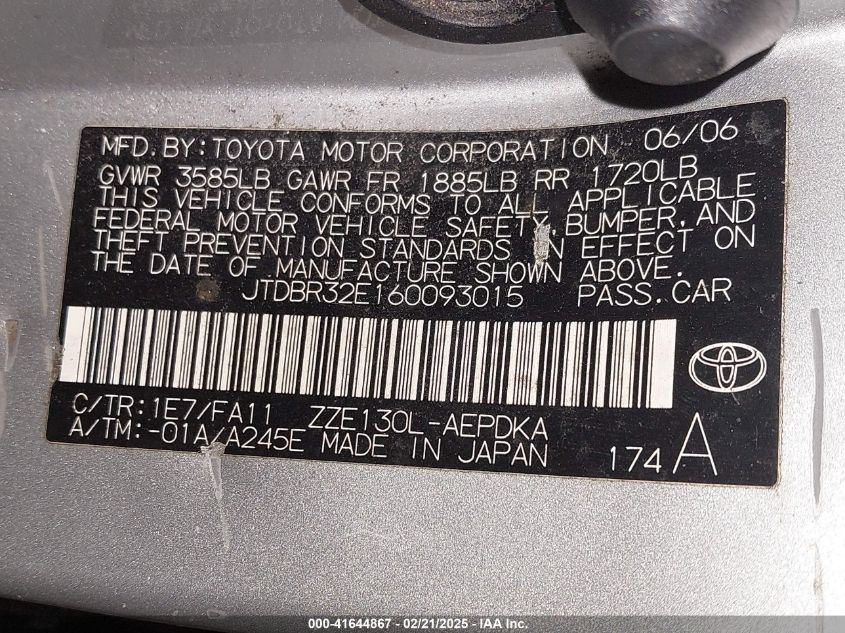 MFD. BY: TOYOTA MOTOR CORPORATION 06/06
GVWR 3585LB GAWR FR 1885LB RR 1720LB
THIS VEHICLE CONFORMS TO ALL APPLICABLE
FEDERAL MOTOR VEHICLE SAFETY, BUMPER, AND
THEFT PREVENTION STANDARDS IN EFFECT ON
THE DATE OF MANUFACTURE SHOWN ABOVE.
JTDBR32E160093015 PASS. CAR
C/TR: 1E7/FA11 ZZE130L-AEPDKA
A/TM: -01A/A245E MADE IN JAPAN 174 A
000-41644867 - 02/21/2025 - IAA Inc.